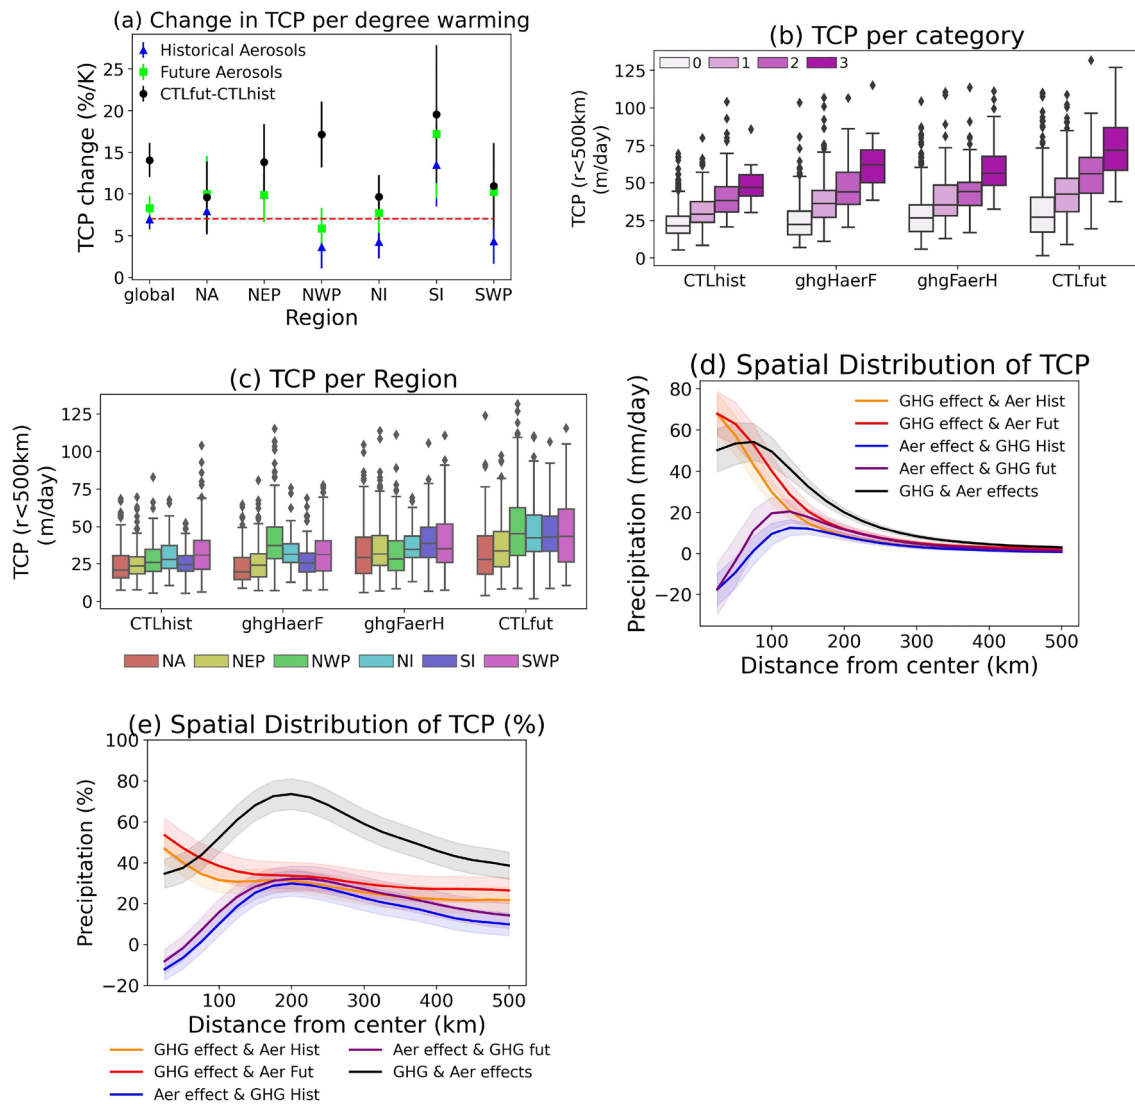 (a) Change in TCP per degree warming
TCP change (%/K)
25
20
15
10
5
0
Historical Aerosols
Future Aerosols
CTLfut-CTLhist
global NA NEP NWP NI SI SWP
Region
(b) TCP per category
TCP (r<500km)
(m/day)
125
100
75
50
25
0
0 1 2 3
CTLhist ghgHaerF ghgFaerH CTLfut
(c) TCP per Region
TCP (r<500km)
(m/day)
125
100
75
50
25
0
CTLhist ghgHaerF ghgFaerH CTLfut
NA NEP NWP NI SI SWP
(d) Spatial Distribution of TCP
Precipitation (mm/day)
80
60
40
20
0
−20
GHG effect & Aer Hist
GHG effect & Aer Fut
Aer effect & GHG Hist
Aer effect & GHG fut
GHG & Aer effects
100 200 300 400 500
Distance from center (km)
(e) Spatial Distribution of TCP (%)
Precipitation (%)
100
80
60
40
20
0
−20
100 200 300 400 500
Distance from center (km)
GHG effect & Aer Hist
GHG effect & Aer Fut
Aer effect & GHG Hist
Aer effect & GHG fut
GHG & Aer effects